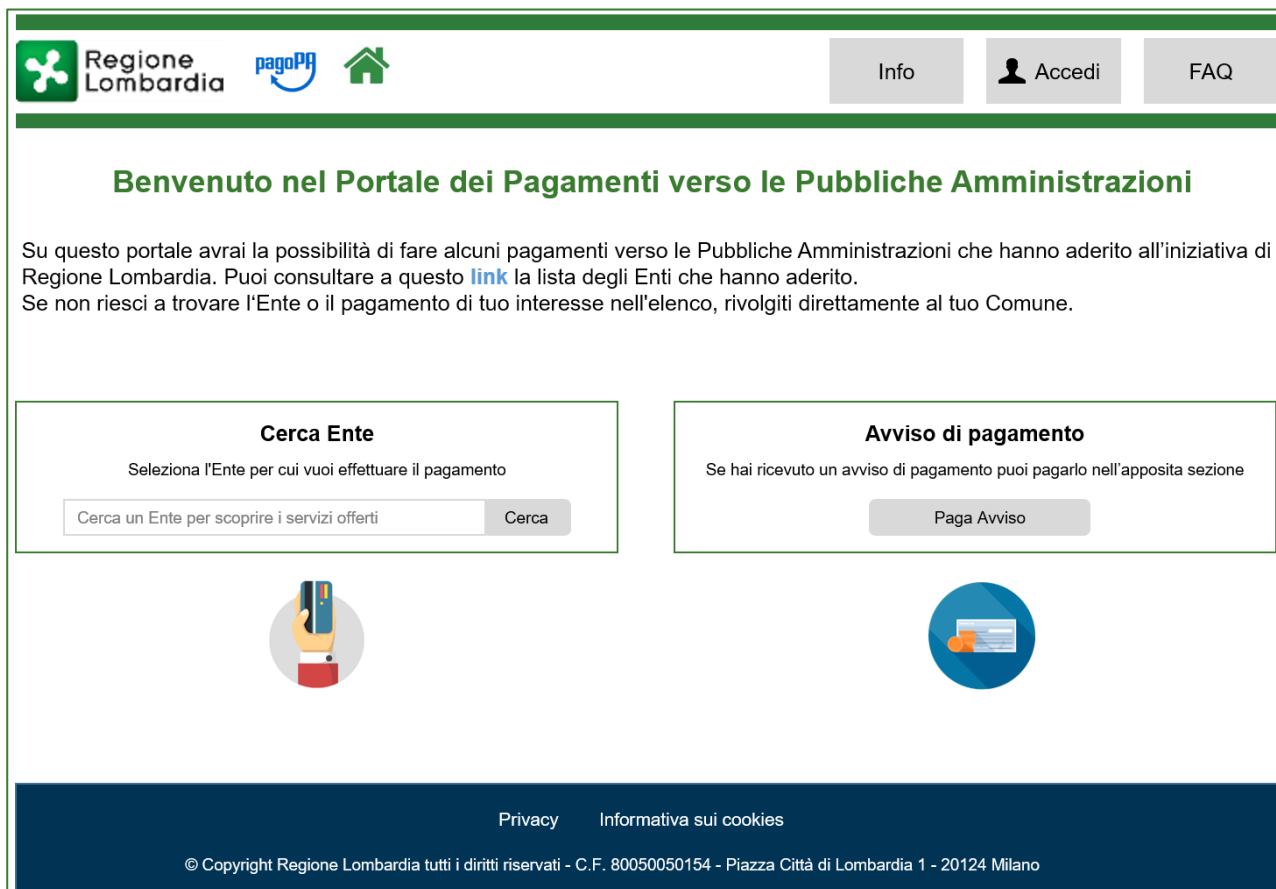 Regione
Lombardia
pagoPA
Info
Accedi
FAQ
Benvenuto nel Portale dei Pagamenti verso le Pubbliche Amministrazioni
Su questo portale avrai la possibilità di fare alcuni pagamenti verso le Pubbliche Amministrazioni che hanno aderito all’iniziativa di
Regione Lombardia. Puoi consultare a questo link la lista degli Enti che hanno aderito.
Se non riesci a trovare l‘Ente o il pagamento di tuo interesse nell'elenco, rivolgiti direttamente al tuo Comune.
Cerca Ente
Seleziona l'Ente per cui vuoi effettuare il pagamento
Cerca un Ente per scoprire i servizi offerti
Cerca
Avviso di pagamento
Se hai ricevuto un avviso di pagamento puoi pagarlo nell’apposita sezione
Paga Avviso
Privacy Informativa sui cookies
© Copyright Regione Lombardia tutti i diritti riservati - C.F. 80050050154 - Piazza Città di Lombardia 1 - 20124 Milano